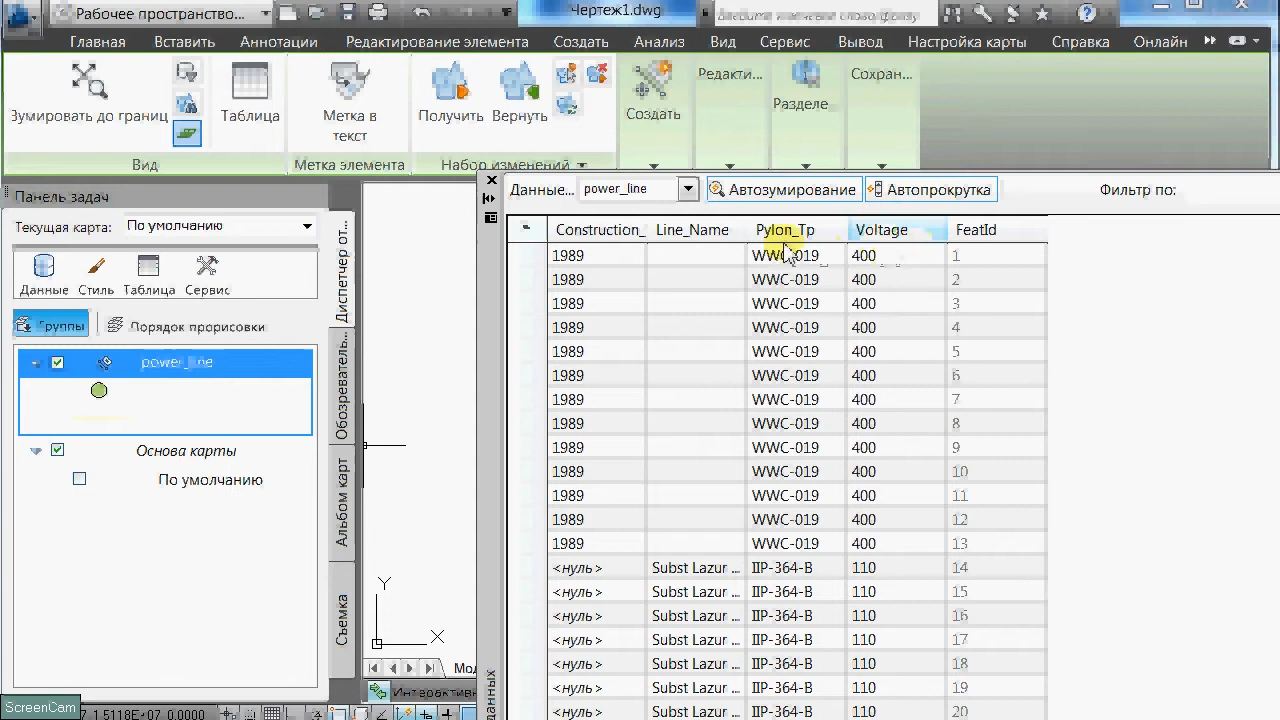 Рабочее пространство...
Чертеж1.dwg
Главная Вставить Аннотации Редактирование элемента Создать Анализ Вид Сервис Вывод Настройка карты Справка Онлайн
Зумировать до границ
Таблица
Метка в текст
Получить
Вернуть
Создать
Редакти...
Разделе
Сохран...
Вид Метка элемента Набор изменений
Панель задач
Текущая карта: По умолчанию
Данные Стиль Таблица Сервис
Группы Порядок прорисовки
power_line
Основа карты
По умолчанию
Диспетчер от...
Обозреватель...
Альбом карт
Съемка
Данные... power_line Автозумирование Автопрокрутка Фильтр по:
Construction_ Line_Name Pylon_Tp Voltage FeatId
1989 WWC-019 400 1
1989 WWC-019 400 2
1989 WWC-019 400 3
1989 WWC-019 400 4
1989 WWC-019 400 5
1989 WWC-019 400 6
1989 WWC-019 400 7
1989 WWC-019 400 8
1989 WWC-019 400 9
1989 WWC-019 400 10
1989 WWC-019 400 11
1989 WWC-019 400 12
1989 WWC-019 400 13
<нуль> Subst Lazur ... IIP-364-B 110 14
<нуль> Subst Lazur ... IIP-364-B 110 15
<нуль> Subst Lazur ... IIP-364-B 110 16
<нуль> Subst Lazur ... IIP-364-B 110 17
<нуль> Subst Lazur ... IIP-364-B 110 18
<нуль> Subst Lazur ... IIP-364-B 110 19
<нуль> Subst Lazur ... IIP-364-B 110 20
Y
X
Мод
Интерактивн
данных
ScreenCam
1.5118E+07, 0.0000